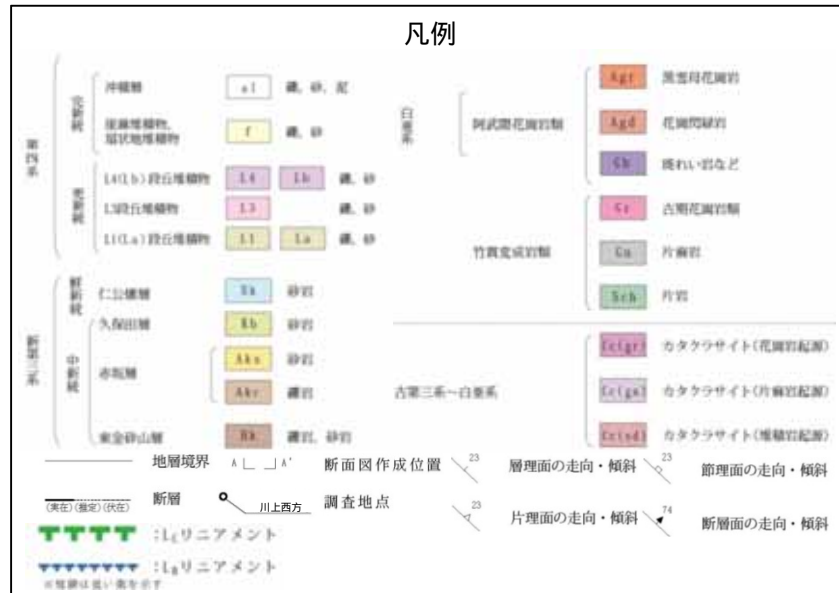 凡例
第四系
完新統
沖積層 al 礫、砂、泥
崖錐堆積物、
扇状地堆積物 f 礫、砂
更新統
L4(Lb)段丘堆積物 L4 Lb 礫、砂
L3段丘堆積物 L3 礫、砂
L1(La)段丘堆積物 L1 La 礫、砂
新第三系
鮮新統
仁公儀層 Nk 砂岩
中新統
久保田層 Kb 砂岩
赤坂層 Aks 砂岩
Akc 礫岩
東金砂山層 Hk 礫岩、砂岩
白亜系
阿武隈花崗岩類
Agr 黒雲母花崗岩
Agd 花崗閃緑岩
Gb 斑れい岩など
竹貫変成岩類
Gr 古期花崗岩類
Gn 片麻岩
Sch 片岩
古第三系~白亜系
Cc(gr) カタクラサイト(花崗岩起源)
Cc(gn) カタクラサイト(片麻岩起源)
Cc(sd) カタクラサイト(堆積岩起源)
地層境界 A A' 断面図作成位置 23 層理面の走向・傾斜 23 節理面の走向・傾斜
(実在)(推定)(伏在) 断層 川上西方 調査地点 23 片理面の走向・傾斜 74 断層面の走向・傾斜
:LCリニアメント
:LBリニアメント
※短線は低い側を示す